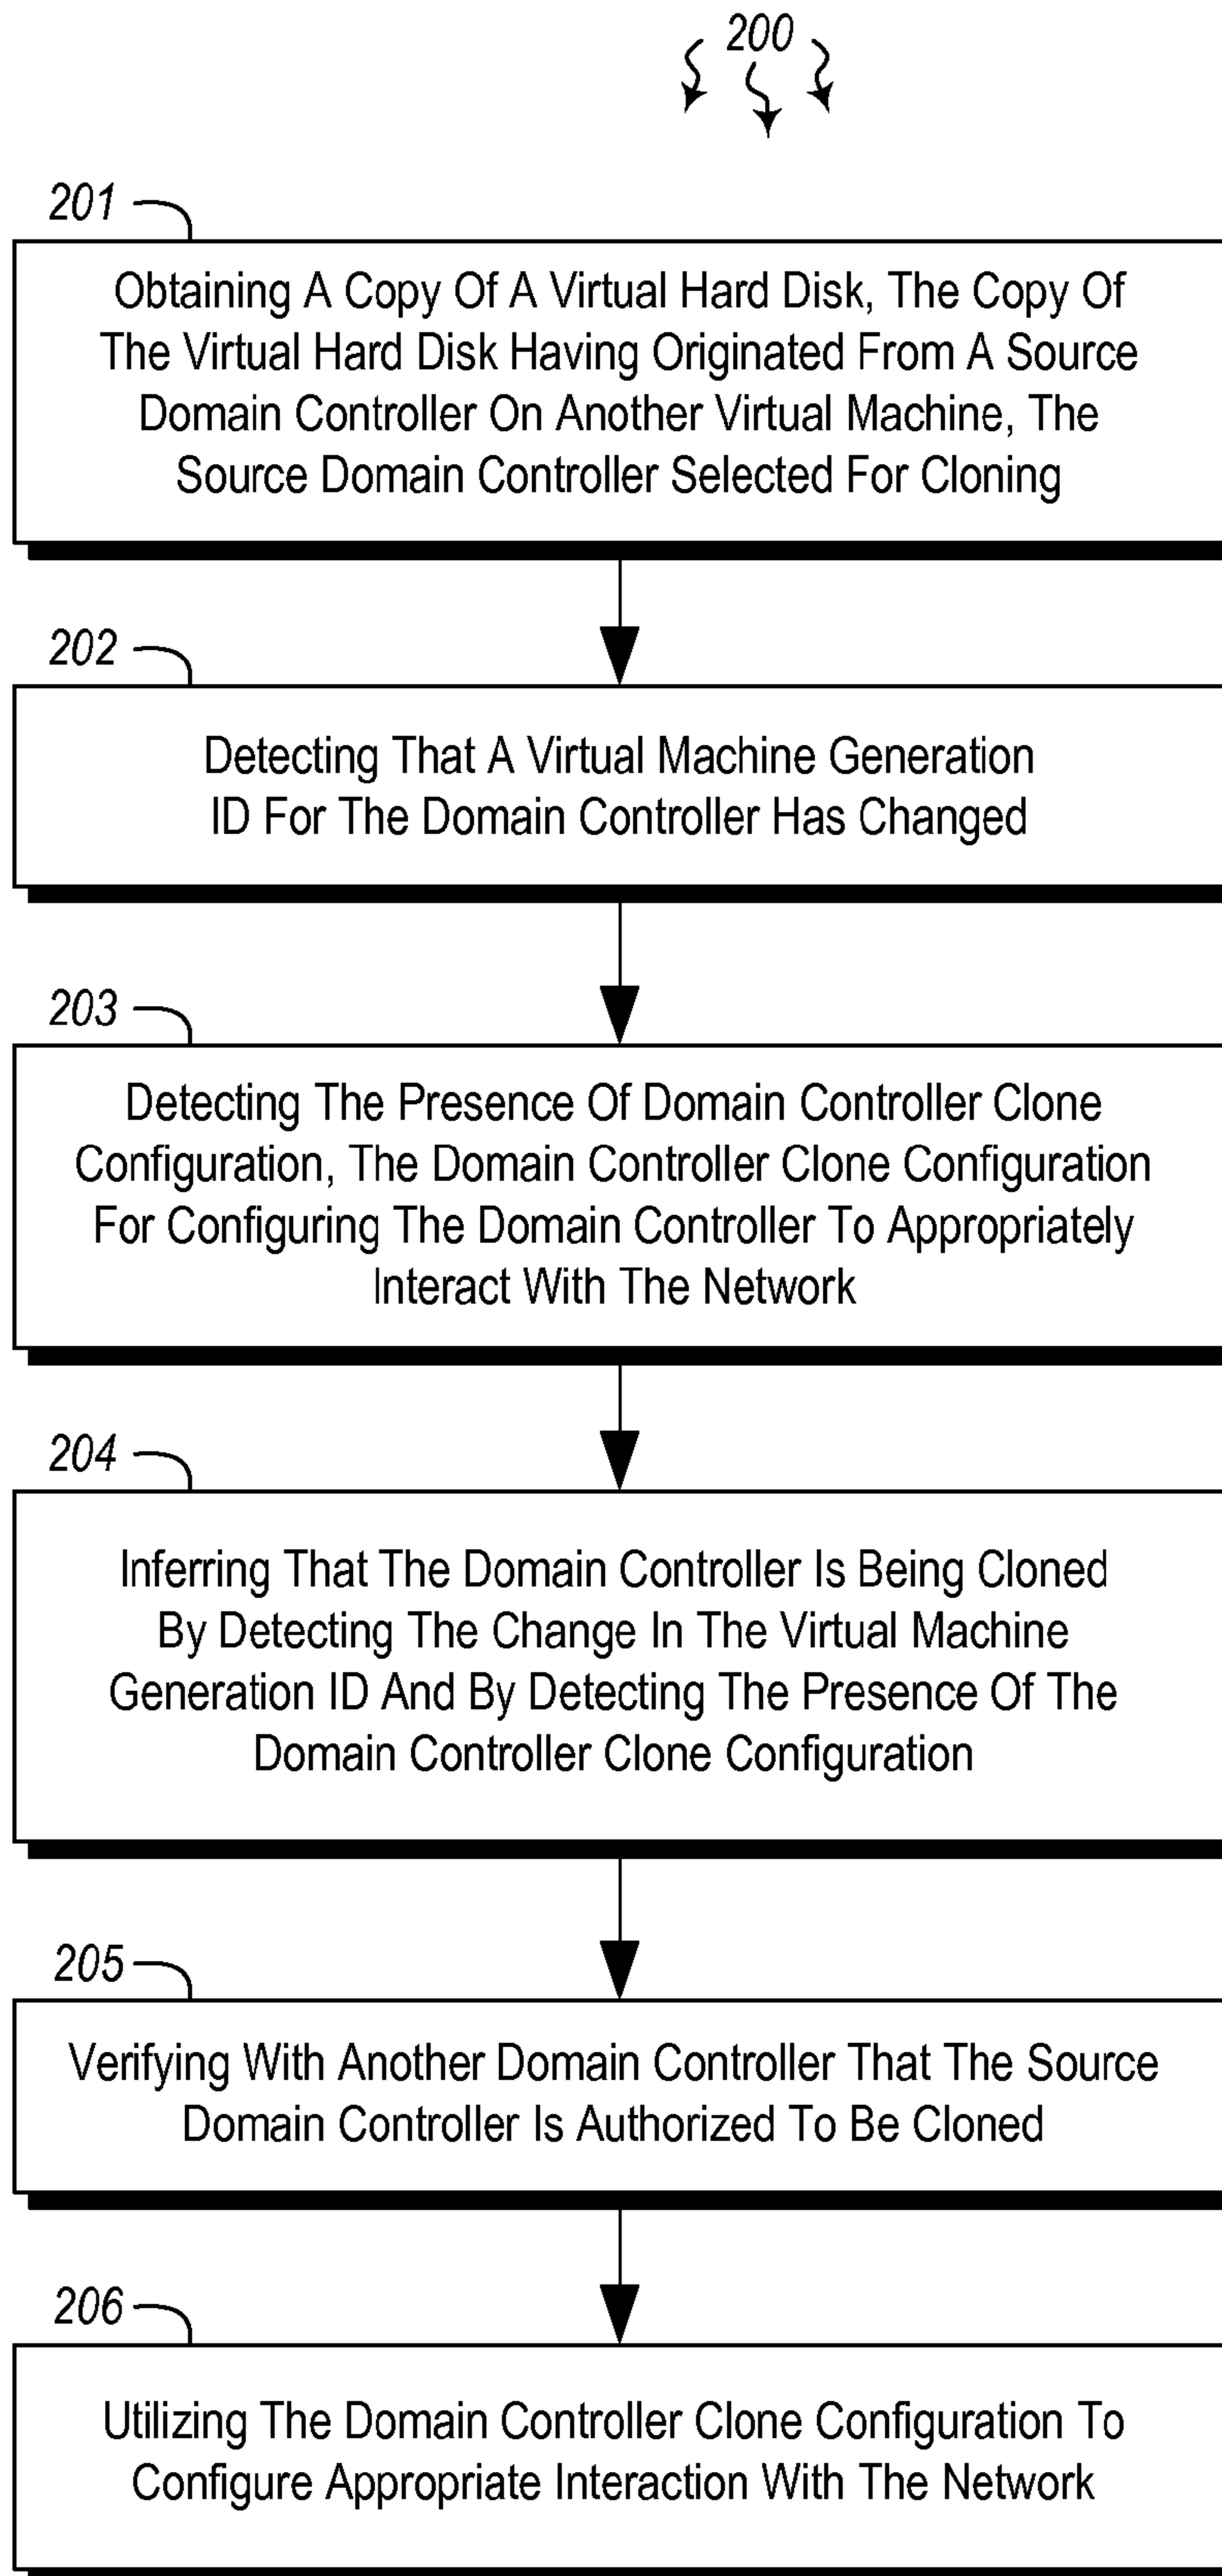 200
201
Obtaining A Copy Of A Virtual Hard Disk, The Copy Of
The Virtual Hard Disk Having Originated From A Source
Domain Controller On Another Virtual Machine, The
Source Domain Controller Selected For Cloning
202
Detecting That A Virtual Machine Generation
ID For The Domain Controller Has Changed
203
Detecting The Presence Of Domain Controller Clone
Configuration, The Domain Controller Clone Configuration
For Configuring The Domain Controller To Appropriately
Interact With The Network
204
Inferring That The Domain Controller Is Being Cloned
By Detecting The Change In The Virtual Machine
Generation ID And By Detecting The Presence Of The
Domain Controller Clone Configuration
205
Verifying With Another Domain Controller That The Source
Domain Controller Is Authorized To Be Cloned
206
Utilizing The Domain Controller Clone Configuration To
Configure Appropriate Interaction With The Network